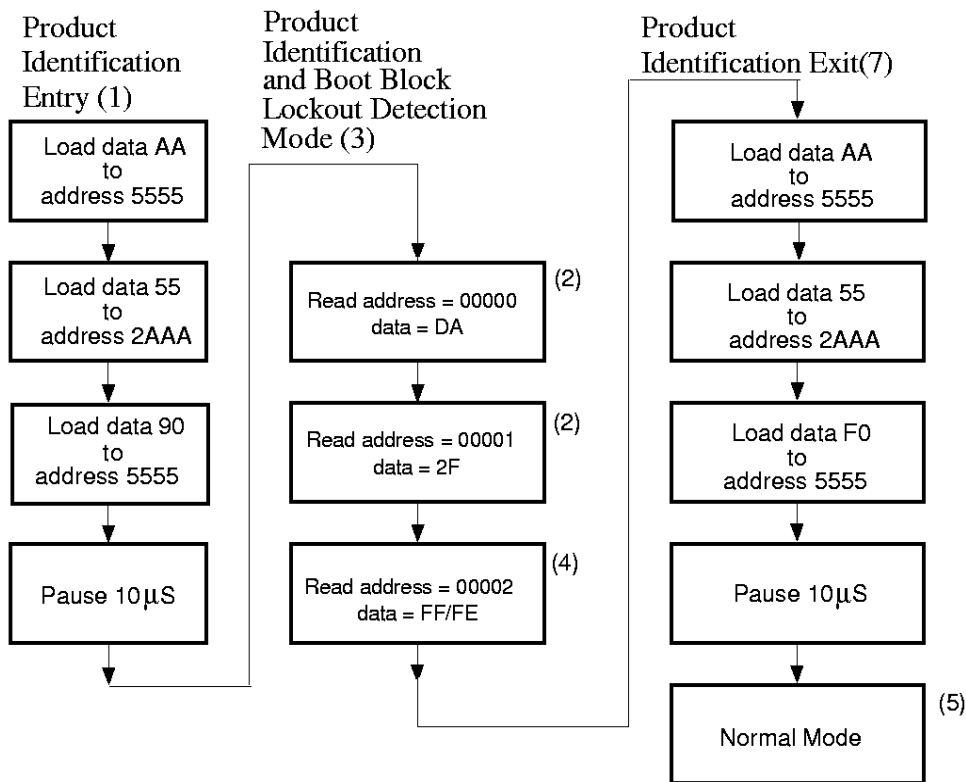 Product
Identification
Entry (1)
Load data AA
to
address 5555
Load data 55
to
address 2AAA
Load data 90
to
address 5555
Pause 10μS
Product
Identification
and Boot Block
Lockout Detection
Mode (3)
Read address = 00000
data = DA
(2)
Read address = 00001
data = 2F
(2)
Read address = 00002
data = FF/FE
(4)
Product
Identification Exit(7)
Load data AA
to
address 5555
Load data 55
to
address 2AAA
Load data F0
to
address 5555
Pause 10μS
Normal Mode
(5)